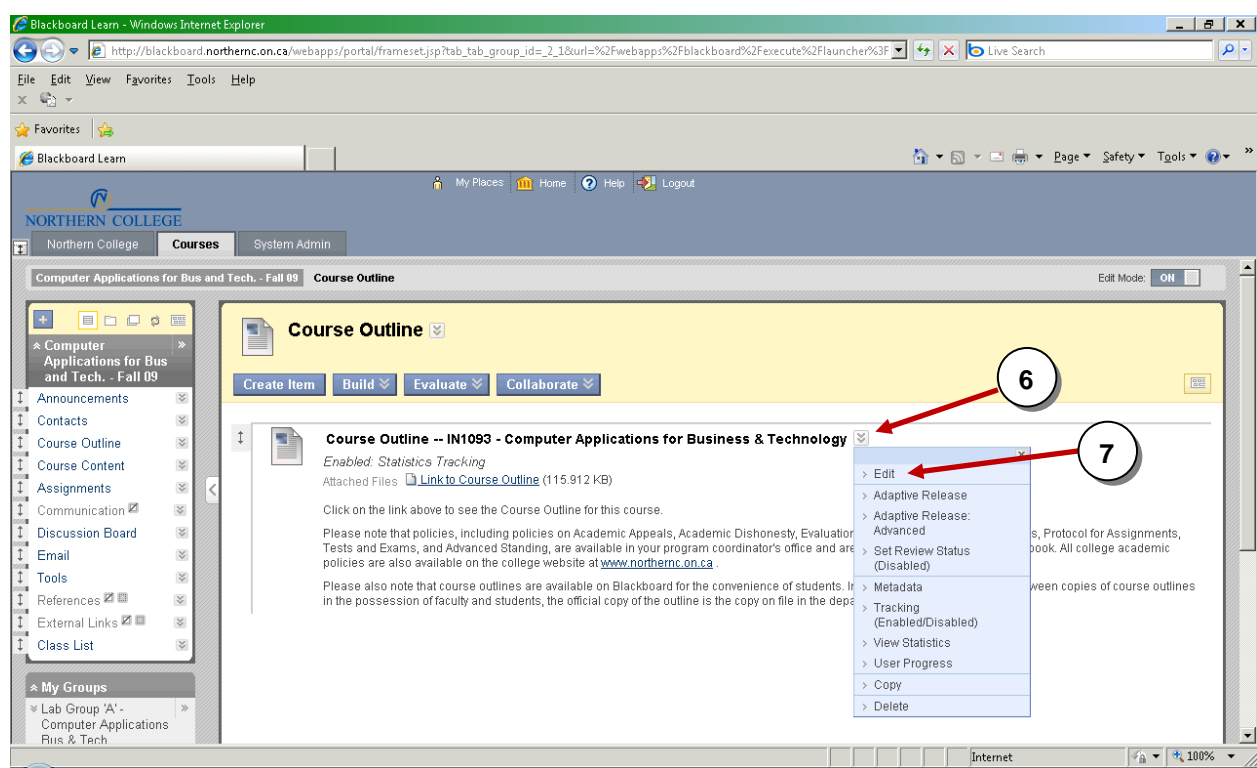 Blackboard Learn - Windows Internet Explorer
http://blackboard.northernc.on.ca/webapps/portal/frameset.jsp?tab_tab_group_id=_2_1&url=%2Fwebapps%2Fblackboard%2Fexecute%2Flauncher%3F
Live Search
File Edit View Favorites Tools Help
Favorites
Blackboard Learn
Page Safety Tools
My Places Home Help Logout
NORTHERN COLLEGE
Northern College Courses System Admin
Computer Applications for Bus and Tech. - Fall 09 Course Outline
Edit Mode: ON
Computer
Applications for Bus
and Tech. - Fall 09
Announcements
Contacts
Course Outline
Course Content
Assignments
Communication
Discussion Board
Email
Tools
References
External Links
Class List
My Groups
Lab Group 'A' -
Computer Applications
Bus & Tech
Course Outline
Create Item Build Evaluate Collaborate
6
Course Outline -- IN1093 - Computer Applications for Business & Technology
7
Enabled: Statistics Tracking
Attached Files Link to Course Outline (115.912 KB)
Click on the link above to see the Course Outline for this course.
Please note that policies, including policies on Academic Appeals, Academic Dishonesty, Evaluation s, Protocol for Assignments,
Tests and Exams, and Advanced Standing, are available in your program coordinator's office and are book. All college academic
policies are also available on the college website at www.northernc.on.ca .
Please also note that course outlines are available on Blackboard for the convenience of students. I ween copies of course outlines
in the possession of faculty and students, the official copy of the outline is the copy on file in the depa
x
> Edit
> Adaptive Release
> Adaptive Release:
Advanced
> Set Review Status
(Disabled)
> Metadata
> Tracking
(Enabled/Disabled)
> View Statistics
> User Progress
> Copy
> Delete
Internet 100%